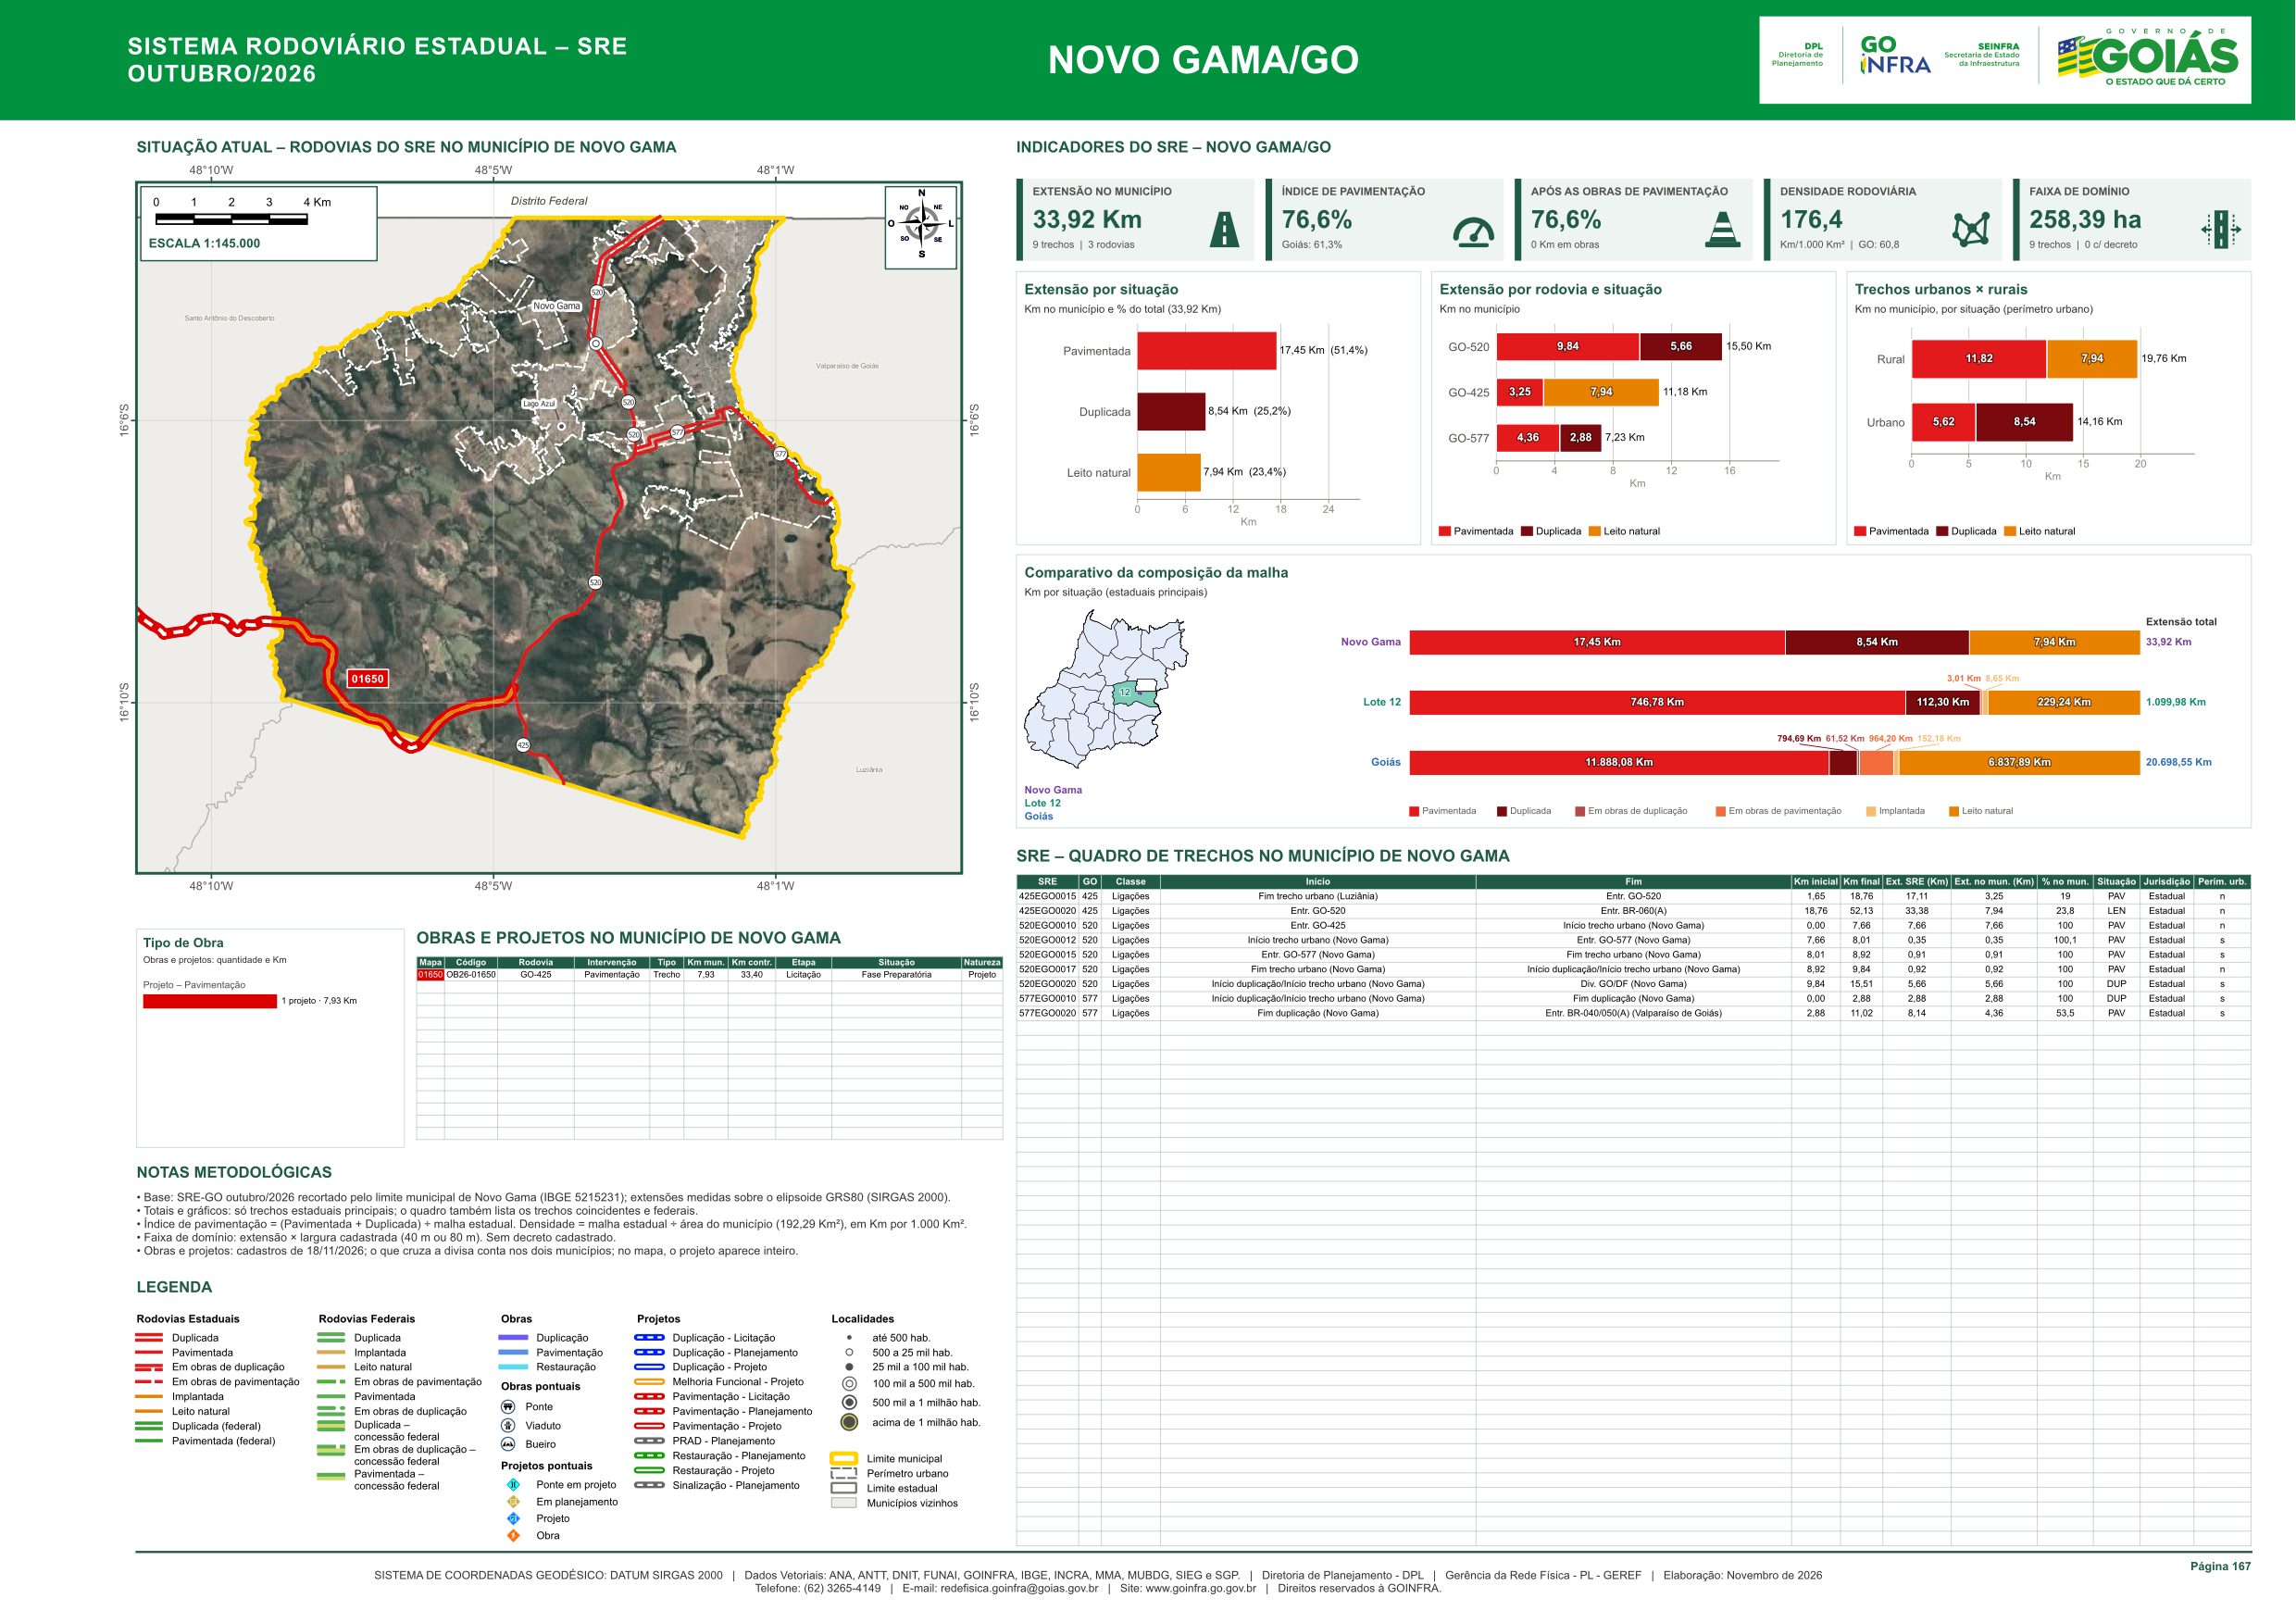 SISTEMA RODOVIÁRIO ESTADUAL – SRE
OUTUBRO/2026
NOVO GAMA/GO
DPL
Diretoria de
Planejamento
GO
iNFRA
SEINFRA
Secretaria de Estado
da Infraestrutura
GOVERNO DE
GOIÁS
O ESTADO QUE DÁ CERTO
SITUAÇÃO ATUAL – RODOVIAS DO SRE NO MUNICÍPIO DE NOVO GAMA
48°10'W 48°5'W 48°1'W
0 1 2 3 4 Km
ESCALA 1:145.000
Distrito Federal
N
NO NE
O L
SO SE
S
Santo Antônio do Descoberto
Novo Gama
520
Valparaíso de Goiás
Lago Azul
520
520
577
577
16°6'S 16°6'S
520
01650
16°10'S 16°10'S
425
Luziânia
48°10'W 48°5'W 48°1'W
INDICADORES DO SRE – NOVO GAMA/GO
EXTENSÃO NO MUNICÍPIO
33,92 Km
9 trechos | 3 rodovias
ÍNDICE DE PAVIMENTAÇÃO
76,6%
Goiás: 61,3%
APÓS AS OBRAS DE PAVIMENTAÇÃO
76,6%
0 Km em obras
DENSIDADE RODOVIÁRIA
176,4
Km/1.000 Km² | GO: 60,8
FAIXA DE DOMÍNIO
258,39 ha
9 trechos | 0 c/ decreto
Extensão por situação
Km no município e % do total (33,92 Km)
Pavimentada 17,45 Km (51,4%)
Duplicada 8,54 Km (25,2%)
Leito natural 7,94 Km (23,4%)
0 6 12 18 24
Km
Extensão por rodovia e situação
Km no município
GO-520 9,84 5,66 15,50 Km
GO-425 3,25 7,94 11,18 Km
GO-577 4,36 2,88 7,23 Km
0 4 8 12 16
Km
Pavimentada Duplicada Leito natural
Trechos urbanos × rurais
Km no município, por situação (perímetro urbano)
Rural 11,82 7,94 19,76 Km
Urbano 5,62 8,54 14,16 Km
0 5 10 15 20
Km
Pavimentada Duplicada Leito natural
Comparativo da composição da malha
Km por situação (estaduais principais)
12
Novo Gama
Lote 12
Goiás
Extensão total
Novo Gama 17,45 Km 8,54 Km 7,94 Km 33,92 Km
3,01 Km 8,65 Km
Lote 12 746,78 Km 112,30 Km 229,24 Km 1.099,98 Km
794,69 Km 61,52 Km 964,20 Km 152,18 Km
Goiás 11.888,08 Km 6.837,89 Km 20.698,55 Km
Pavimentada Duplicada Em obras de duplicação Em obras de pavimentação Implantada Leito natural
SRE – QUADRO DE TRECHOS NO MUNICÍPIO DE NOVO GAMA
SRE GO Classe Início Fim Km inicial Km final Ext. SRE (Km) Ext. no mun. (Km) % no mun. Situação Jurisdição Perím. urb.
425EGO0015 425 Ligações Fim trecho urbano (Luziânia) Entr. GO-520 1,65 18,76 17,11 3,25 19 PAV Estadual n
425EGO0020 425 Ligações Entr. GO-520 Entr. BR-060(A) 18,76 52,13 33,38 7,94 23,8 LEN Estadual n
520EGO0010 520 Ligações Entr. GO-425 Início trecho urbano (Novo Gama) 0,00 7,66 7,66 7,66 100 PAV Estadual n
520EGO0012 520 Ligações Início trecho urbano (Novo Gama) Entr. GO-577 (Novo Gama) 7,66 8,01 0,35 0,35 100,1 PAV Estadual s
520EGO0015 520 Ligações Entr. GO-577 (Novo Gama) Fim trecho urbano (Novo Gama) 8,01 8,92 0,91 0,91 100 PAV Estadual s
520EGO0017 520 Ligações Fim trecho urbano (Novo Gama) Início duplicação/Início trecho urbano (Novo Gama) 8,92 9,84 0,92 0,92 100 PAV Estadual n
520EGO0020 520 Ligações Início duplicação/Início trecho urbano (Novo Gama) Div. GO/DF (Novo Gama) 9,84 15,51 5,66 5,66 100 DUP Estadual s
577EGO0010 577 Ligações Início duplicação/Início trecho urbano (Novo Gama) Fim duplicação (Novo Gama) 0,00 2,88 2,88 2,88 100 DUP Estadual s
577EGO0020 577 Ligações Fim duplicação (Novo Gama) Entr. BR-040/050(A) (Valparaíso de Goiás) 2,88 11,02 8,14 4,36 53,5 PAV Estadual s
Tipo de Obra
Obras e projetos: quantidade e Km
Projeto – Pavimentação
1 projeto · 7,93 Km
OBRAS E PROJETOS NO MUNICÍPIO DE NOVO GAMA
Mapa Código Rodovia Intervenção Tipo Km mun. Km contr. Etapa Situação Natureza
01650 OB26-01650 GO-425 Pavimentação Trecho 7,93 33,40 Licitação Fase Preparatória Projeto
NOTAS METODOLÓGICAS
• Base: SRE-GO outubro/2026 recortado pelo limite municipal de Novo Gama (IBGE 5215231); extensões medidas sobre o elipsoide GRS80 (SIRGAS 2000).
• Totais e gráficos: só trechos estaduais principais; o quadro também lista os trechos coincidentes e federais.
• Índice de pavimentação = (Pavimentada + Duplicada) ÷ malha estadual. Densidade = malha estadual ÷ área do município (192,29 Km²), em Km por 1.000 Km².
• Faixa de domínio: extensão × largura cadastrada (40 m ou 80 m). Sem decreto cadastrado.
• Obras e projetos: cadastros de 18/11/2026; o que cruza a divisa conta nos dois municípios; no mapa, o projeto aparece inteiro.
LEGENDA
Rodovias Estaduais
Duplicada
Pavimentada
Em obras de duplicação
Em obras de pavimentação
Implantada
Leito natural
Duplicada (federal)
Pavimentada (federal)
Rodovias Federais
Duplicada
Implantada
Leito natural
Em obras de pavimentação
Pavimentada
Em obras de duplicação
Duplicada –
concessão federal
Em obras de duplicação –
concessão federal
Pavimentada –
concessão federal
Obras
Duplicação
Pavimentação
Restauração
Obras pontuais
Ponte
Viaduto
Bueiro
Projetos pontuais
Ponte em projeto
Em planejamento
Projeto
Obra
Projetos
Duplicação - Licitação
Duplicação - Planejamento
Duplicação - Projeto
Melhoria Funcional - Projeto
Pavimentação - Licitação
Pavimentação - Planejamento
Pavimentação - Projeto
PRAD - Planejamento
Restauração - Planejamento
Restauração - Projeto
Sinalização - Planejamento
Localidades
até 500 hab.
500 a 25 mil hab.
25 mil a 100 mil hab.
100 mil a 500 mil hab.
500 mil a 1 milhão hab.
acima de 1 milhão hab.
Limite municipal
Perímetro urbano
Limite estadual
Municípios vizinhos
Página 167
SISTEMA DE COORDENADAS GEODÉSICO: DATUM SIRGAS 2000 | Dados Vetoriais: ANA, ANTT, DNIT, FUNAI, GOINFRA, IBGE, INCRA, MMA, MUBDG, SIEG e SGP. | Diretoria de Planejamento - DPL | Gerência da Rede Física - PL - GEREF | Elaboração: Novembro de 2026
Telefone: (62) 3265-4149 | E-mail: redefisica.goinfra@goias.gov.br | Site: www.goinfra.go.gov.br | Direitos reservados à GOINFRA.